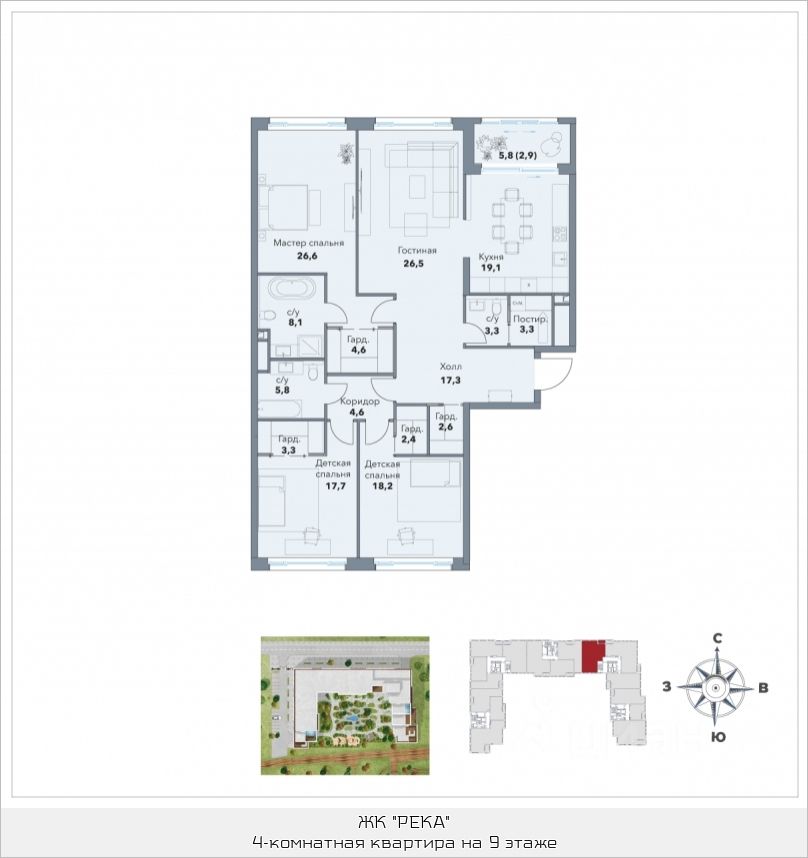 5,8 (2,9)
Мастер спальня
26,6
Гостиная
26,5
Кухня
19,1
с/у
8,1
Гард.
4,6
с/у
3,3
Постир.
3,3
Холл
17,3
с/у
5,8
Коридор
4,6
Гард.
2,4
Гард.
2,6
Гард.
3,3
Детская
спальня
17,7
Детская
спальня
18,2
С
З
В
Ю
ЖК "РЕКА"
4-комнатная квартира на 9 этаже